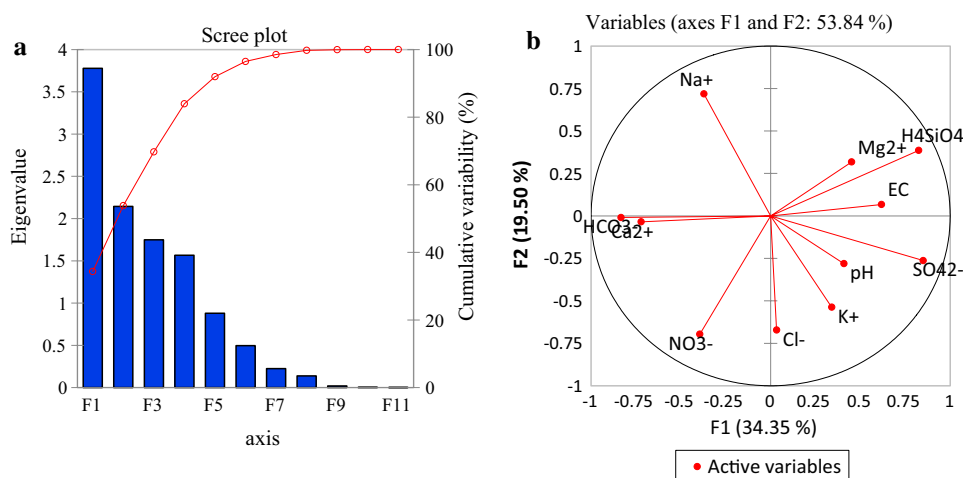 a
Scree plot
4
3.5
3
2.5
2
1.5
1
0.5
0
Eigenvalue
100
80
60
40
20
0
Cumulative variability (%)
F1 F3 F5 F7 F9 F11
axis
b
Variables (axes F1 and F2: 53.84 %)
1
0.75
0.5
0.25
0
-0.25
-0.5
-0.75
-1
F2 (19.50 %)
Na+
H4SiO4
Mg2+
EC
HCO3-
Ca2+
SO42-
pH
K+
NO3-
Cl-
-1 -0.75 -0.5 -0.25 0 0.25 0.5 0.75 1
F1 (34.35 %)
Active variables